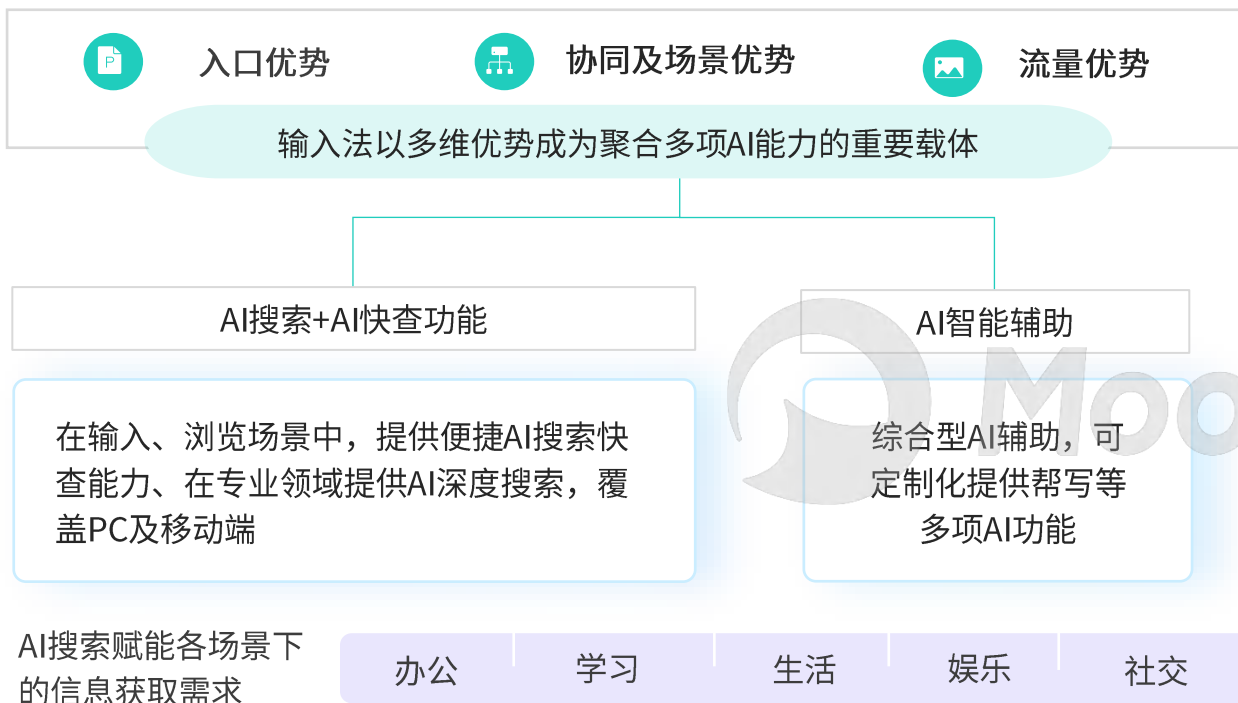 入口优势
协同及场景优势
流量优势
输入法以多维优势成为聚合多项AI能力的重要载体
AI搜索+AI快查功能
AI智能辅助
在输入、浏览场景中，提供便捷AI搜索快
查能力、在专业领域提供AI深度搜索，覆
盖PC及移动端
综合型AI辅助，可
定制化提供帮写等
多项AI功能
AI搜索赋能各场景下
的信息获取需求
办公
学习
生活
娱乐
社交